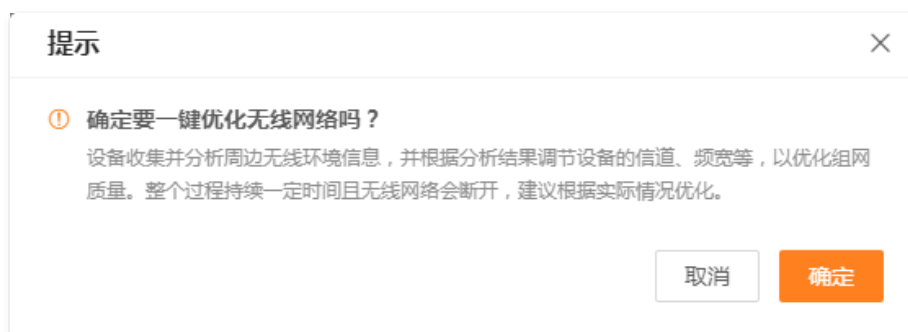 提示
确定要一键优化无线网络吗？
设备收集并分析周边无线环境信息，并根据分析结果调节设备的信道、频宽等，以优化组网
质量。整个过程持续一定时间且无线网络会断开，建议根据实际情况优化。
取消
确定